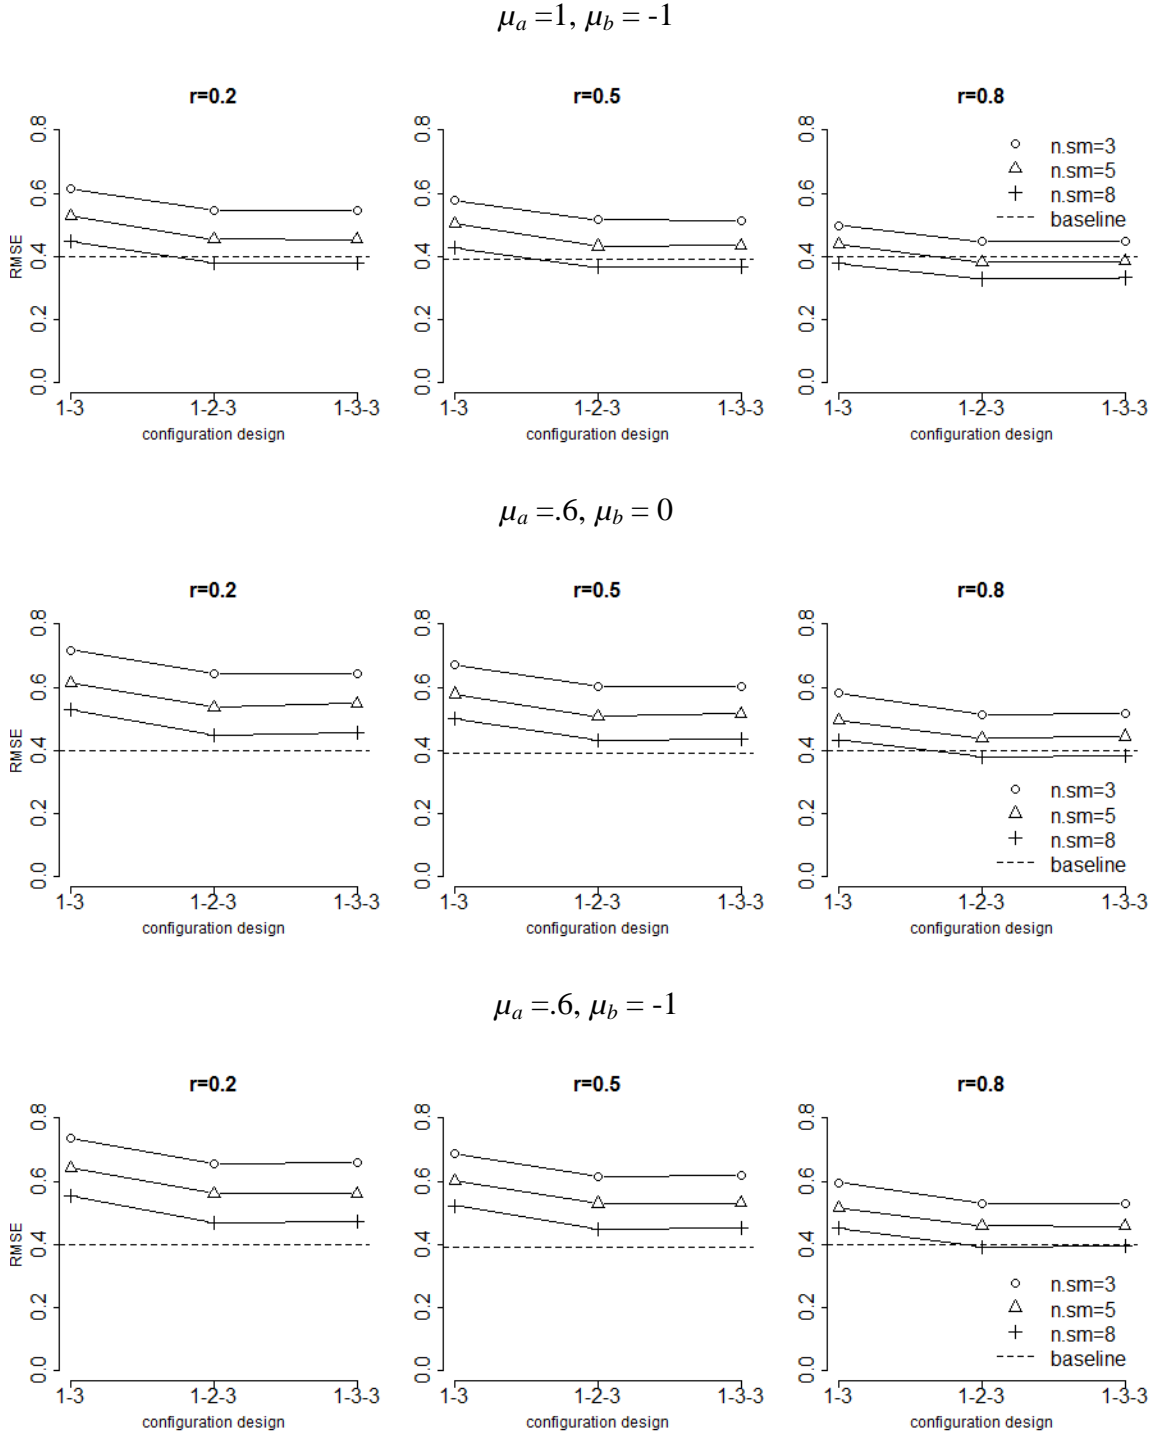 μa =1, μb = -1
r=0.2 r=0.5 r=0.8
0.8 0.8 0.8
n.sm=3
n.sm=5
n.sm=8
baseline
0.6 0.6 0.6
0.4 0.4 0.4
RMSE
0.2 0.2 0.2
0.0 0.0 0.0
1-3 1-2-3 1-3-3 1-3 1-2-3 1-3-3 1-3 1-2-3 1-3-3
configuration design configuration design configuration design
μa =.6, μb = 0
r=0.2 r=0.5 r=0.8
0.8 0.8 0.8
0.6 0.6 0.6
0.4 0.4 0.4
RMSE
n.sm=3
n.sm=5
n.sm=8
baseline
0.2 0.2 0.2
0.0 0.0 0.0
1-3 1-2-3 1-3-3 1-3 1-2-3 1-3-3 1-3 1-2-3 1-3-3
configuration design configuration design configuration design
μa =.6, μb = -1
r=0.2 r=0.5 r=0.8
0.8 0.8 0.8
0.6 0.6 0.6
0.4 0.4 0.4
RMSE
n.sm=3
n.sm=5
n.sm=8
baseline
0.2 0.2 0.2
0.0 0.0 0.0
1-3 1-2-3 1-3-3 1-3 1-2-3 1-3-3 1-3 1-2-3 1-3-3
configuration design configuration design configuration design